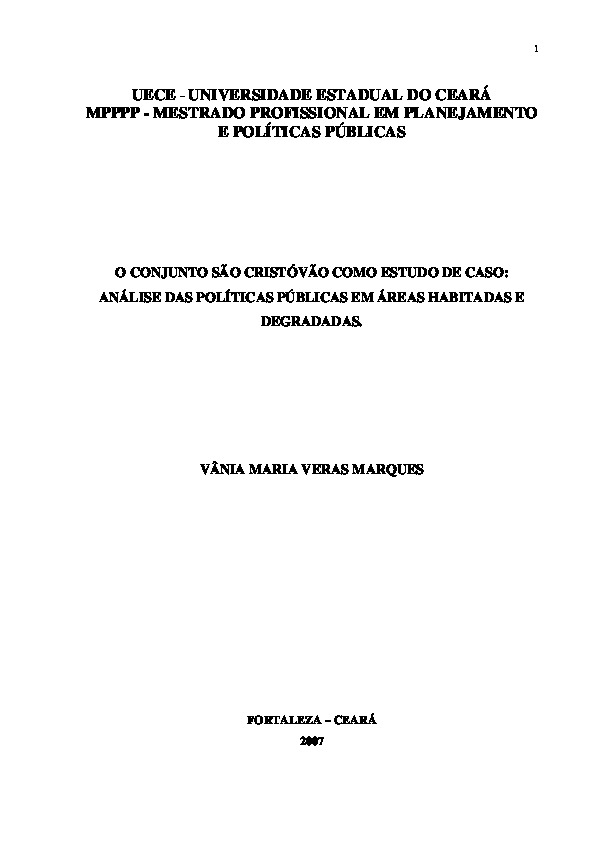 1
UECE - UNIVERSIDADE ESTADUAL DO CEARÁ
MPPPP - MESTRADO PROFISSIONAL EM PLANEJAMENTO
E POLÍTICAS PÚBLICAS
O CONJUNTO SÃO CRISTÓVÃO COMO ESTUDO DE CASO:
ANÁLISE DAS POLÍTICAS PÚBLICAS EM ÁREAS HABITADAS E
DEGRADADAS.
VÂNIA MARIA VERAS MARQUES
FORTALEZA – CEARÁ
2007